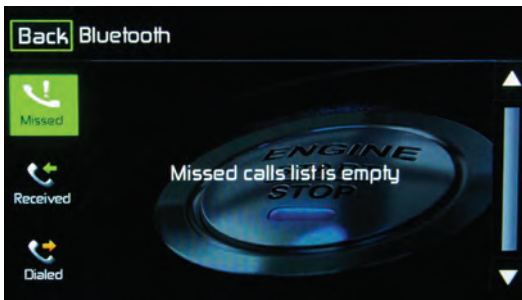 Back Bluetooth
Missed
ENGINE
Missed calls list is empty
STOP
Received
Dialed